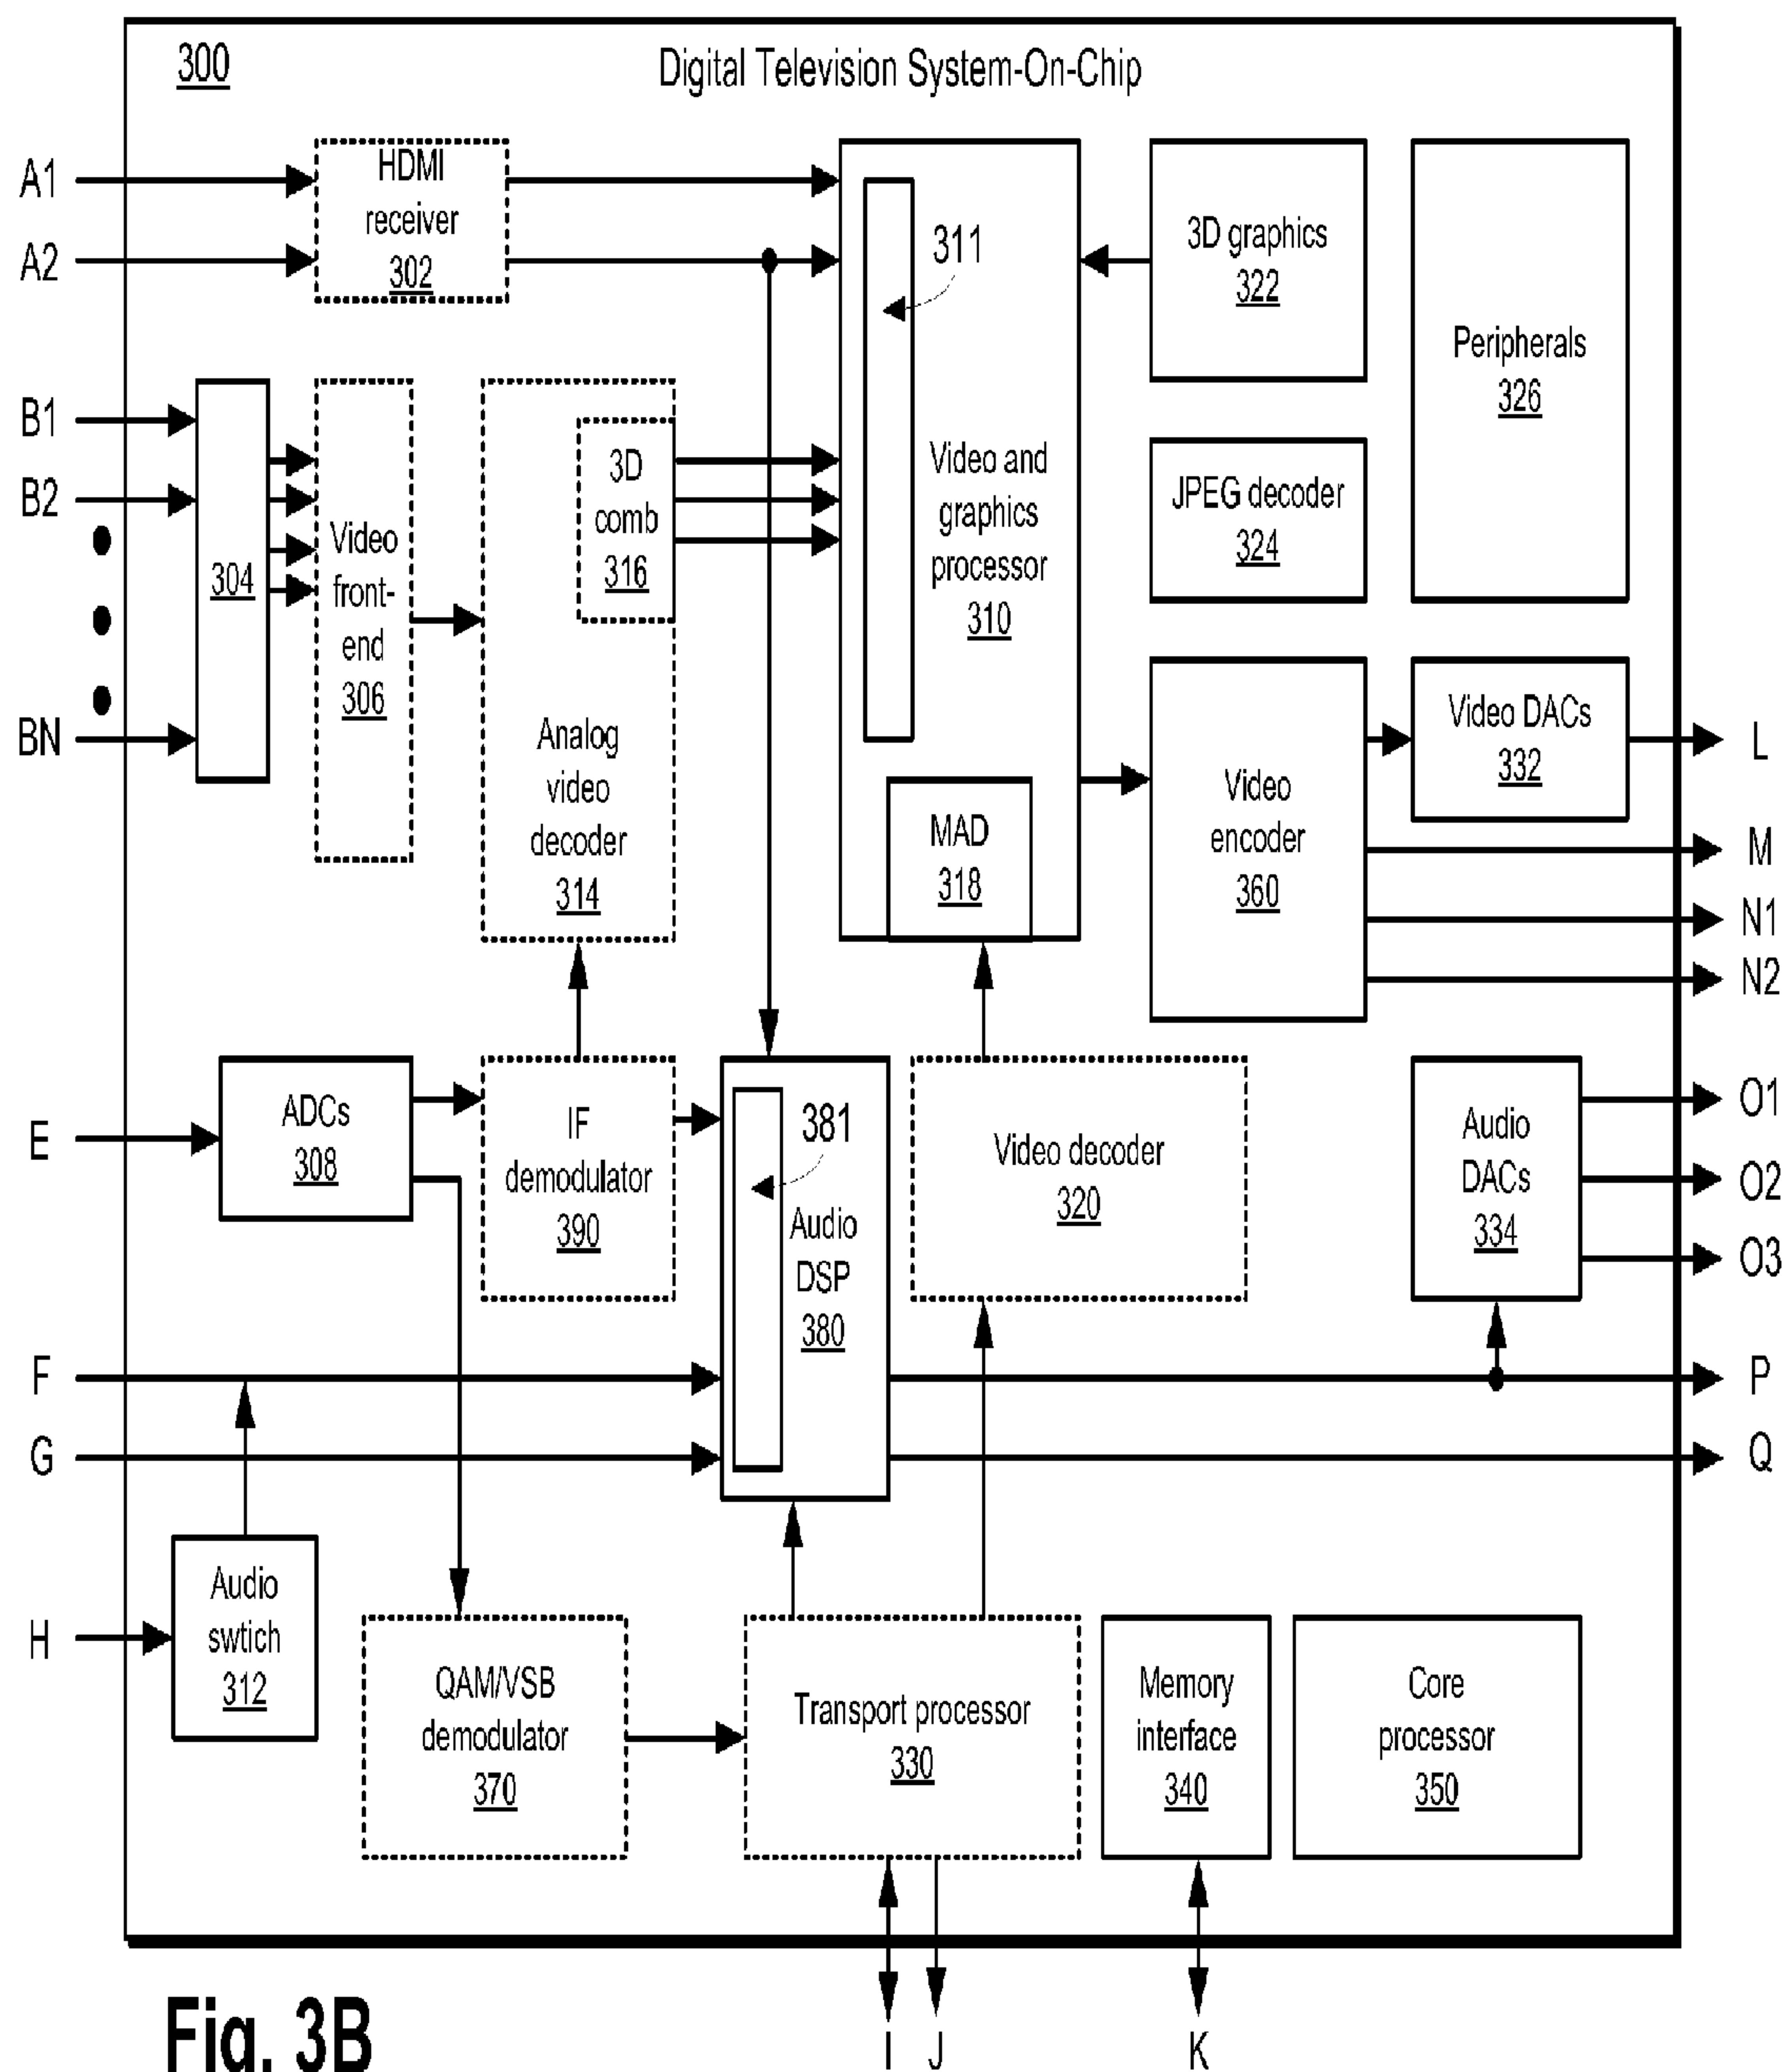 300
Digital Television System-On-Chip
A1
A2
HDMI
receiver
302
311
3D graphics
322
Peripherals
326
B1
B2
BN
304
Video
front-
end
306
3D
comb
316
Analog
video
decoder
314
Video and
graphics
processor
310
MAD
318
JPEG decoder
324
Video
encoder
360
Video DACs
332
L
M
N1
N2
E
ADCs
308
IF
demodulator
390
381
Audio
DSP
380
Video decoder
320
Audio
DACs
334
O1
O2
O3
F
G
P
Q
H
Audio
swtich
312
QAM/VSB
demodulator
370
Transport processor
330
Memory
interface
340
Core
processor
350
I
J
K
Fig. 3B